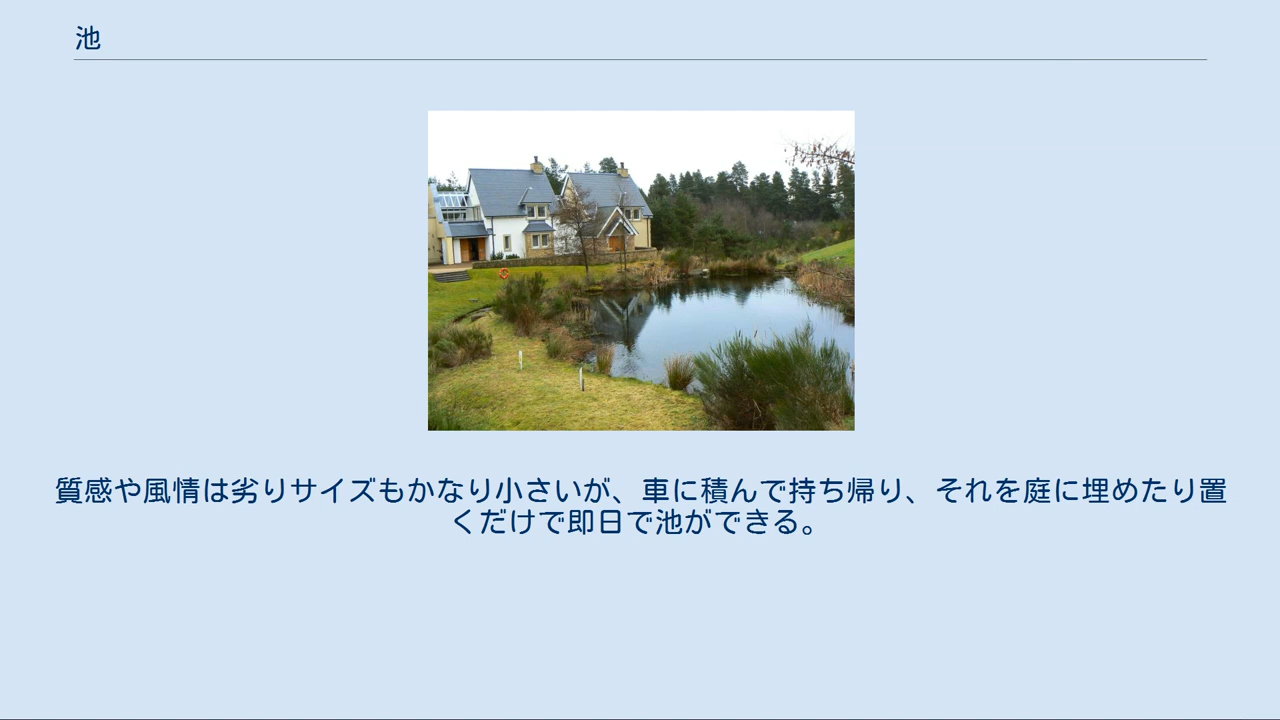 池
質感や風情は劣りサイズもかなり小さいが、車に積んで持ち帰り、それを庭に埋めたり置
くだけで即日で池ができる。